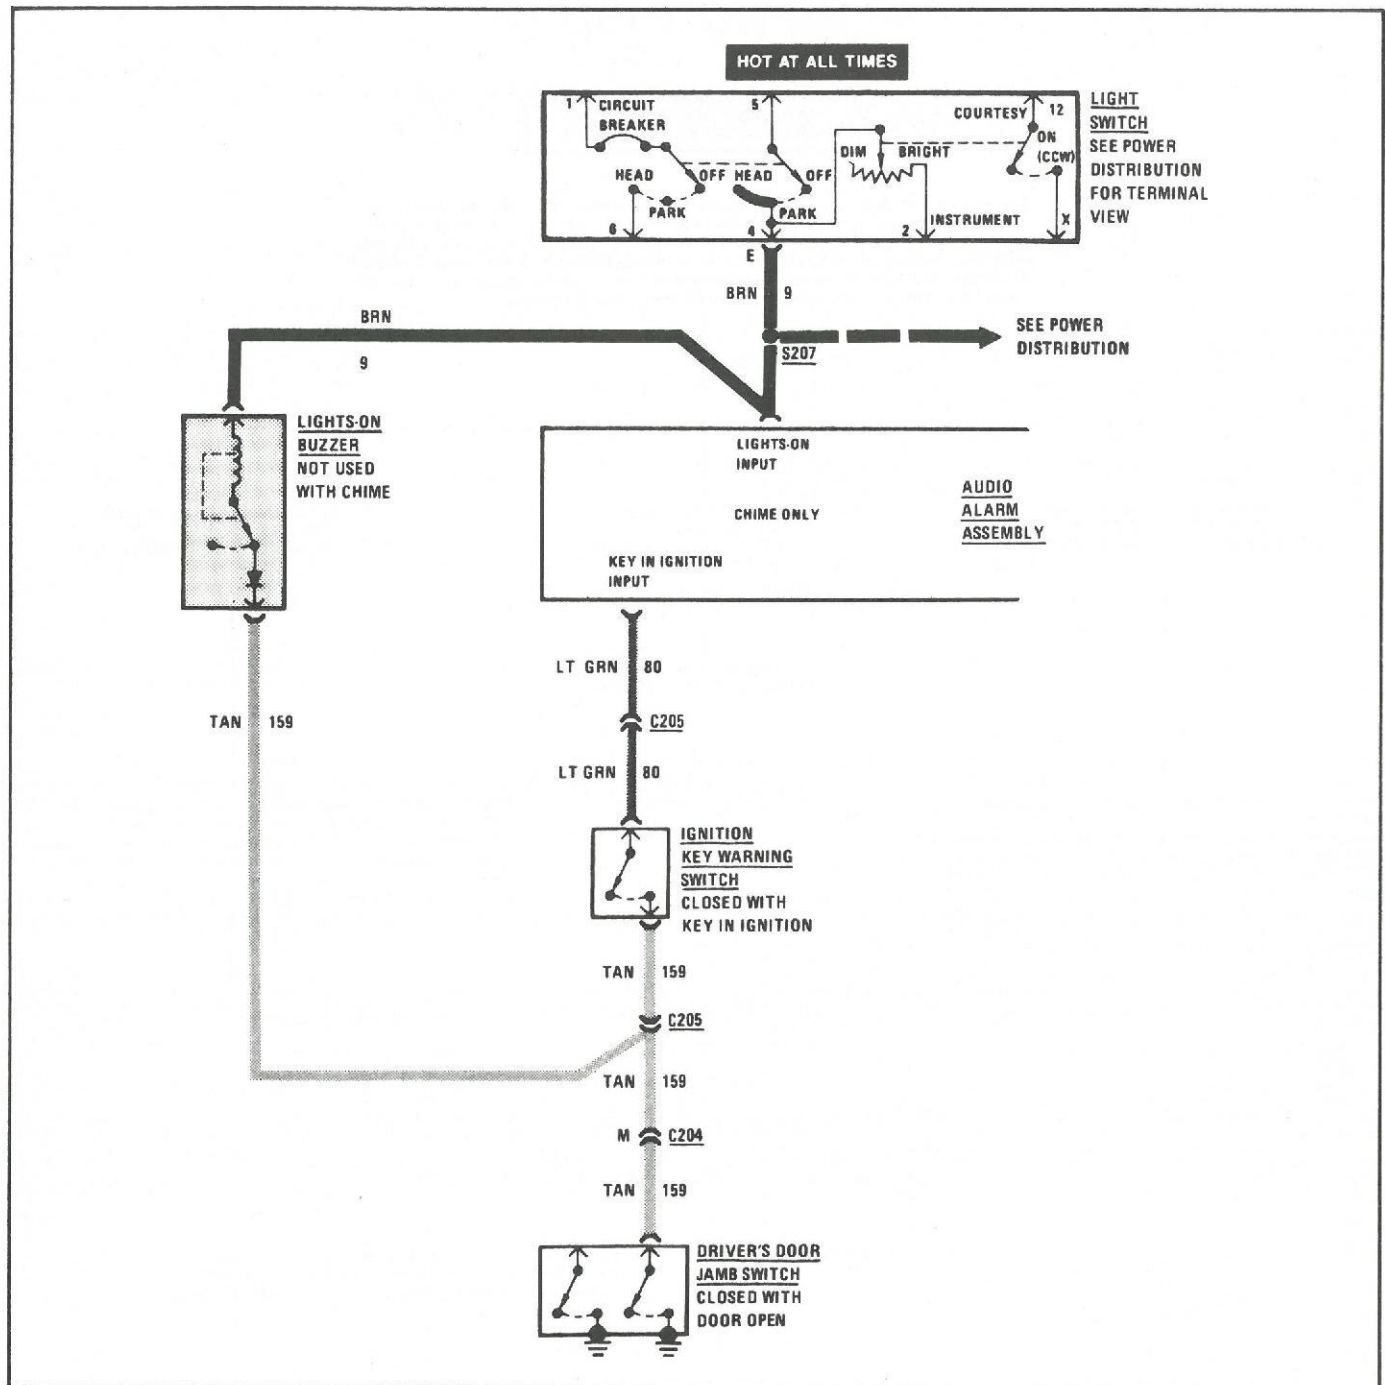 HOT AT ALL TIMES
1
CIRCUIT
BREAKER
5
COURTESY
12
ON
(CCW)
DIM
BRIGHT
HEAD
OFF
HEAD
OFF
PARK
PARK
6
4
2
INSTRUMENT
X
LIGHT
SWITCH
SEE POWER
DISTRIBUTION
FOR TERMINAL
VIEW
E
BRN
9
BRN
9
S207
SEE POWER
DISTRIBUTION
LIGHTS-ON
BUZZER
NOT USED
WITH CHIME
LIGHTS-ON
INPUT
CHIME ONLY
AUDIO
ALARM
ASSEMBLY
KEY IN IGNITION
INPUT
LT GRN
80
TAN
159
C205
LT GRN
80
IGNITION
KEY WARNING
SWITCH
CLOSED WITH
KEY IN IGNITION
TAN
159
C205
TAN
159
M
C204
TAN
159
DRIVER'S DOOR
JAMB SWITCH
CLOSED WITH
DOOR OPEN